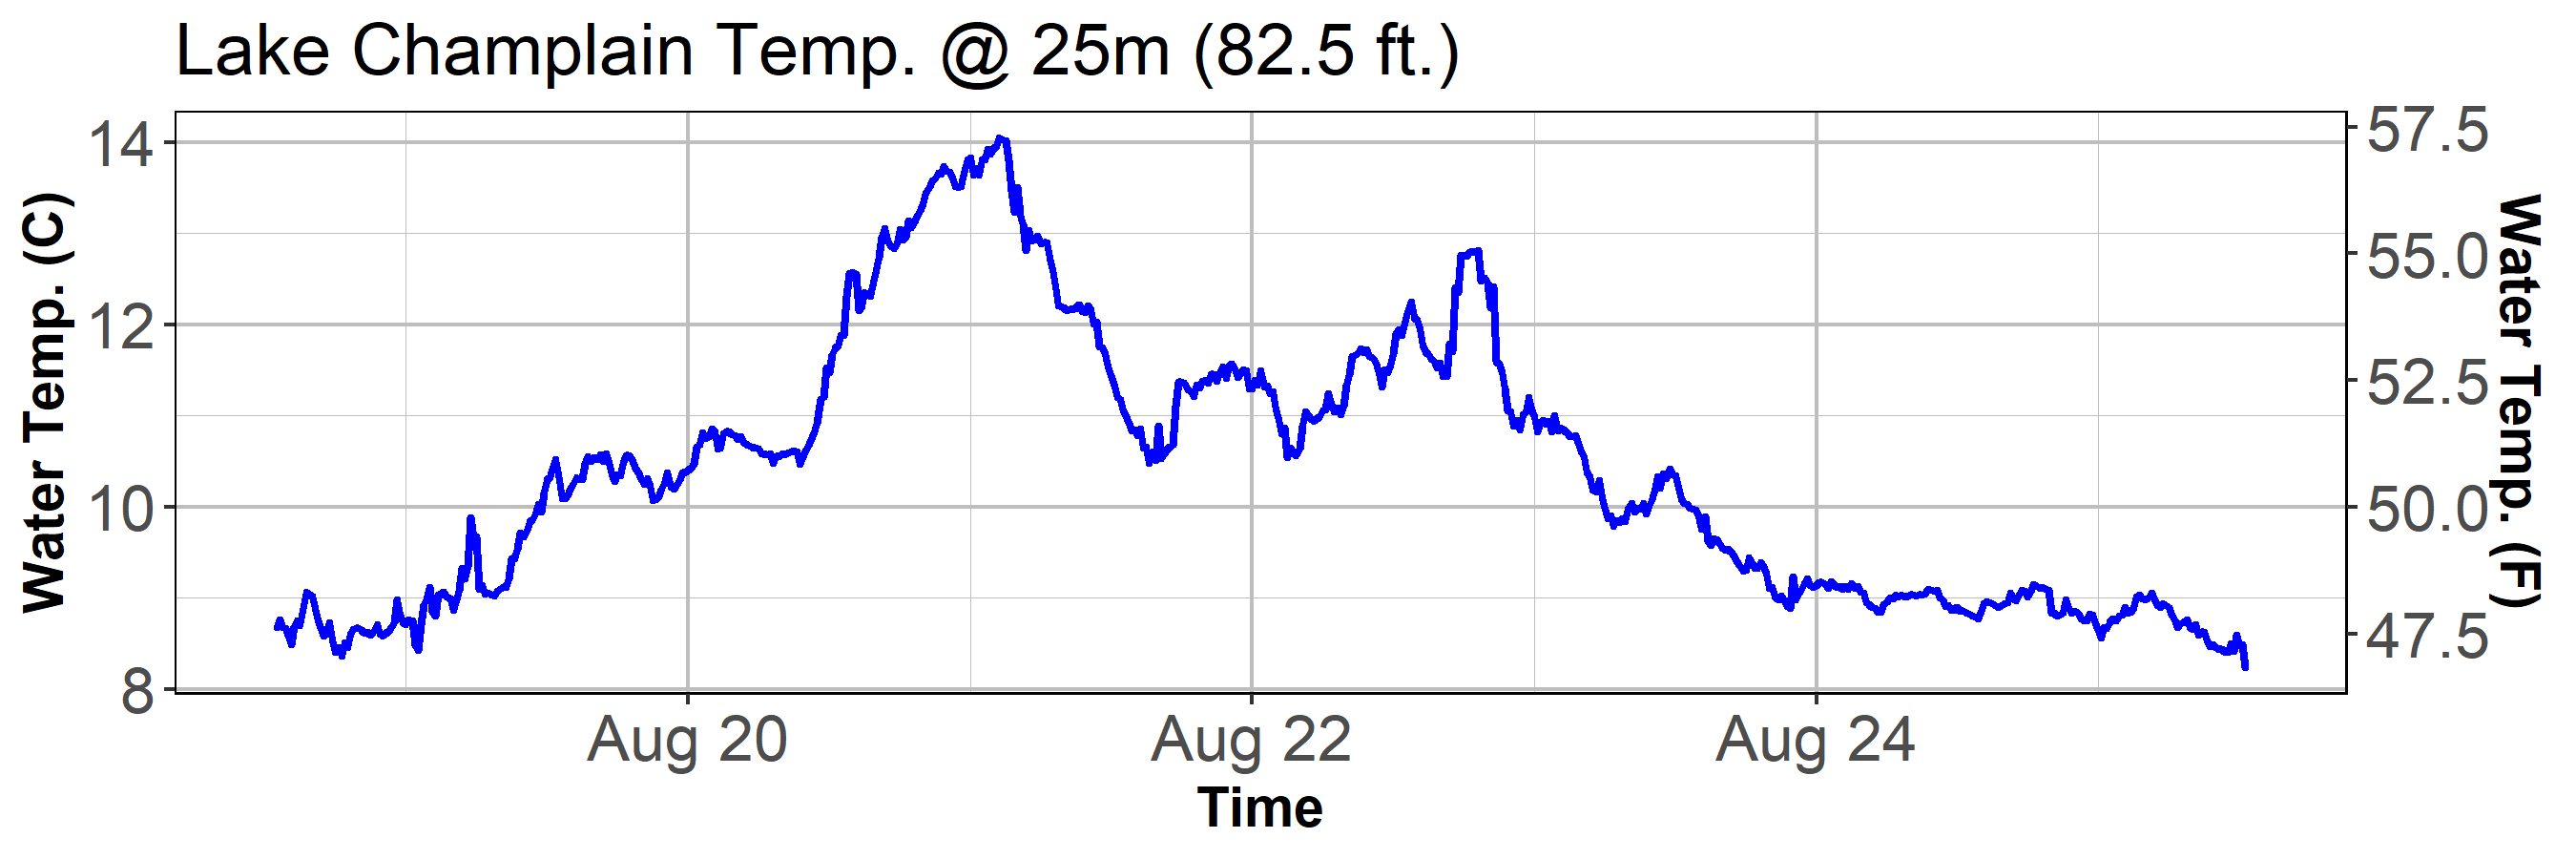 Lake Champlain Temp. @ 25m (82.5 ft.)
Water Temp. (C)
14
12
10
8
57.5
55.0
52.5
50.0
47.5
Water Temp. (F)
Aug 20 Aug 22 Aug 24
Time